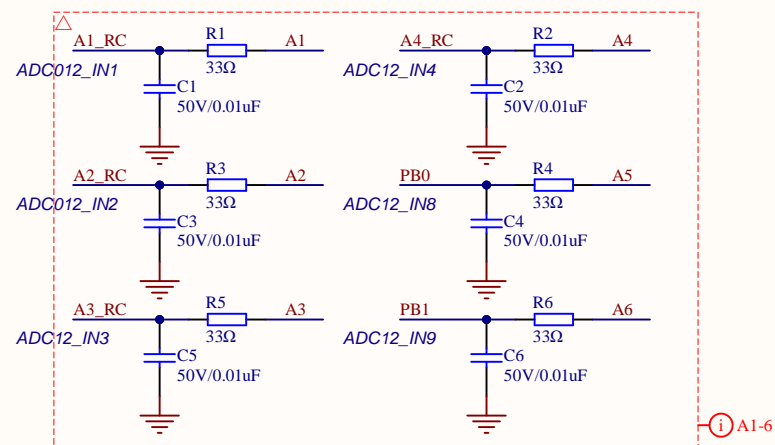 A1_RC R1 A1
ADC012_IN1 33Ω
C1
50V/0.01uF
A4_RC R2 A4
ADC12_IN4 33Ω
C2
50V/0.01uF
A2_RC R3 A2
ADC012_IN2 33Ω
C3
50V/0.01uF
PB0 R4 A5
ADC12_IN8 33Ω
C4
50V/0.01uF
A3_RC R5 A3
ADC12_IN3 33Ω
C5
50V/0.01uF
PB1 R6 A6
ADC12_IN9 33Ω
C6
50V/0.01uF
i A1-6